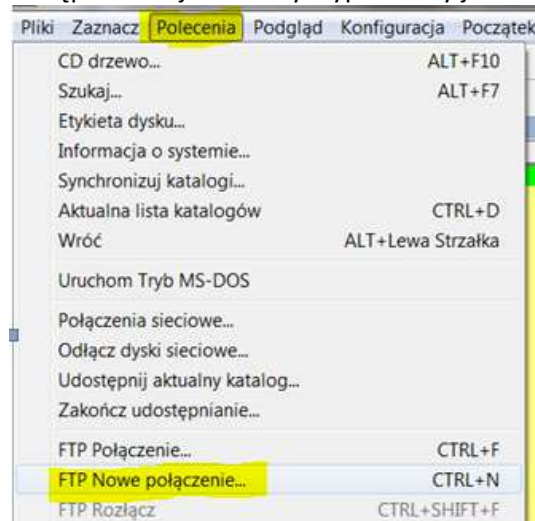 Pliki Zaznacz Polecenia Podgląd Konfiguracja Początek
CD drzewo... ALT+F10
Szukaj... ALT+F7
Etykieta dysku...
Informacja o systemie...
Synchronizuj katalogi...
Aktualna lista katalogów CTRL+D
Wróć ALT+Lewa Strzałka
Uruchom Tryb MS-DOS
Połączenia sieciowe...
Odłącz dyski sieciowe...
Udostępnij aktualny katalog...
Zakończ udostępnianie...
FTP Połączenie... CTRL+F
FTP Nowe połączenie... CTRL+N
FTP Rozłącz CTRL+SHIFT+F